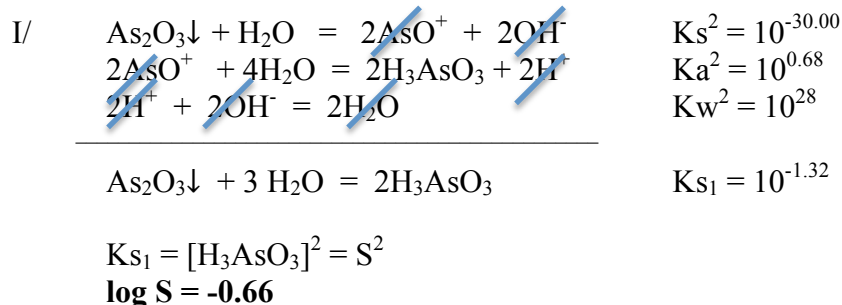 I/ As₂O₃↓ + H₂O = 2AsO⁺ + 2OH⁻ Ks² = 10⁻³⁰·⁰⁰
2AsO⁺ + 4H₂O = 2H₃AsO₃ + 2H⁺ Ka² = 10⁰·⁶⁸
2H⁺ + 2OH⁻ = 2H₂O Kw² = 10²⁸
As₂O₃↓ + 3 H₂O = 2H₃AsO₃ Ks₁ = 10⁻¹·³²
Ks₁ = [H₃AsO₃]² = S²
log S = -0.66